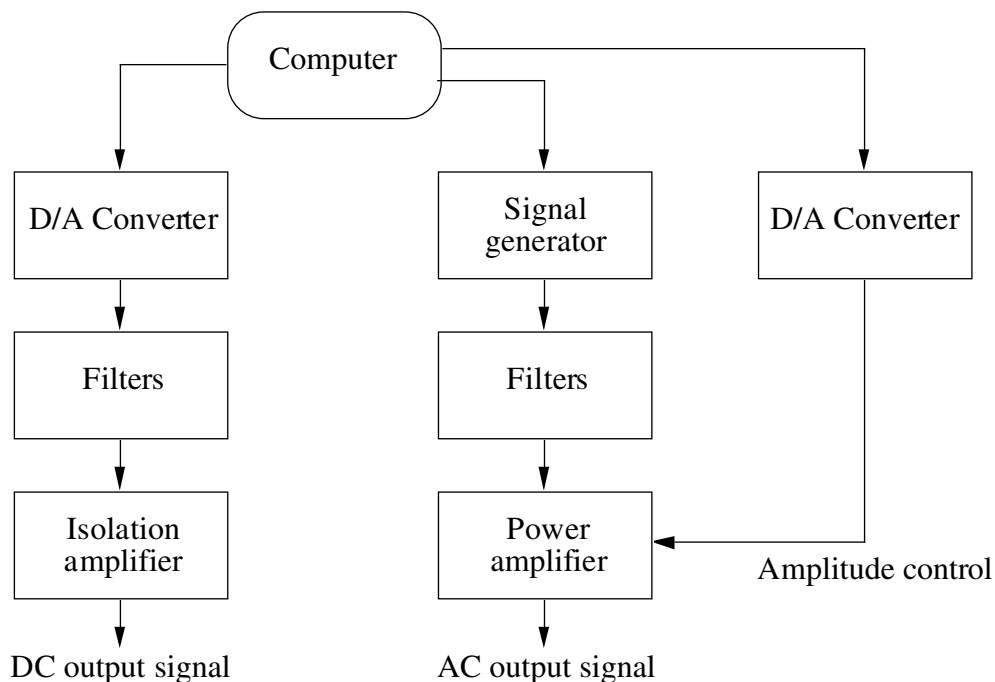 Computer
D/A Converter
Signal
generator
D/A Converter
Filters
Filters
Isolation
amplifier
Power
amplifier
Amplitude control
DC output signal
AC output signal